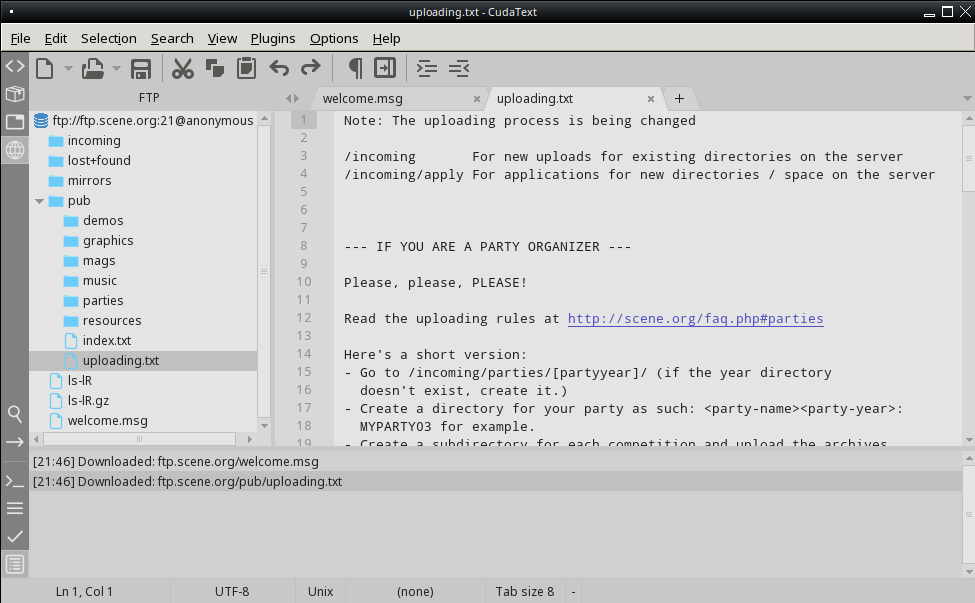 uploading.txt - CudaText
File Edit Selection Search View Plugins Options Help
FTP
ftp://ftp.scene.org:21@anonymous
incoming
lost+found
mirrors
pub
demos
graphics
mags
music
parties
resources
index.txt
uploading.txt
ls-lR
ls-lR.gz
welcome.msg
welcome.msg × uploading.txt × +
1 Note: The uploading process is being changed
2
3 /incoming       For new uploads for existing directories on the server
4 /incoming/apply For applications for new directories / space on the server
5
6
7
8 --- IF YOU ARE A PARTY ORGANIZER ---
9
10 Please, please, PLEASE!
11
12 Read the uploading rules at http://scene.org/faq.php#parties
13
14 Here's a short version:
15 - Go to /incoming/parties/[partyyear]/ (if the year directory
16   doesn't exist, create it.)
17 - Create a directory for your party as such: <party-name><party-year>:
18   MYPARTY03 for example.
19 - Create a subdirectory for each competition and upload the archives
[21:46] Downloaded: ftp.scene.org/welcome.msg
[21:46] Downloaded: ftp.scene.org/pub/uploading.txt
Ln 1, Col 1 UTF-8 Unix (none) Tab size 8 -